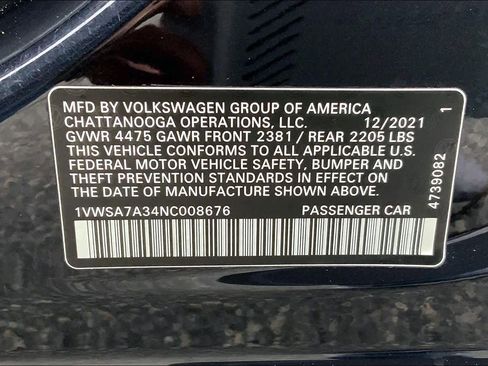 MFD BY VOLKSWAGEN GROUP OF AMERICA
CHATTANOOGA OPERATIONS, LLC. 12/2021
GVWR 4475 GAWR FRONT 2381 / REAR 2205 LBS
THIS VEHICLE CONFORMS TO ALL APPLICABLE U.S.
FEDERAL MOTOR VEHICLE SAFETY, BUMPER AND
THEFT PREVENTION STANDARDS IN EFFECT ON
THE DATE OF MANUFACTURE SHOWN ABOVE.
1VWSA7A34NC008676 PASSENGER CAR
4739082 1